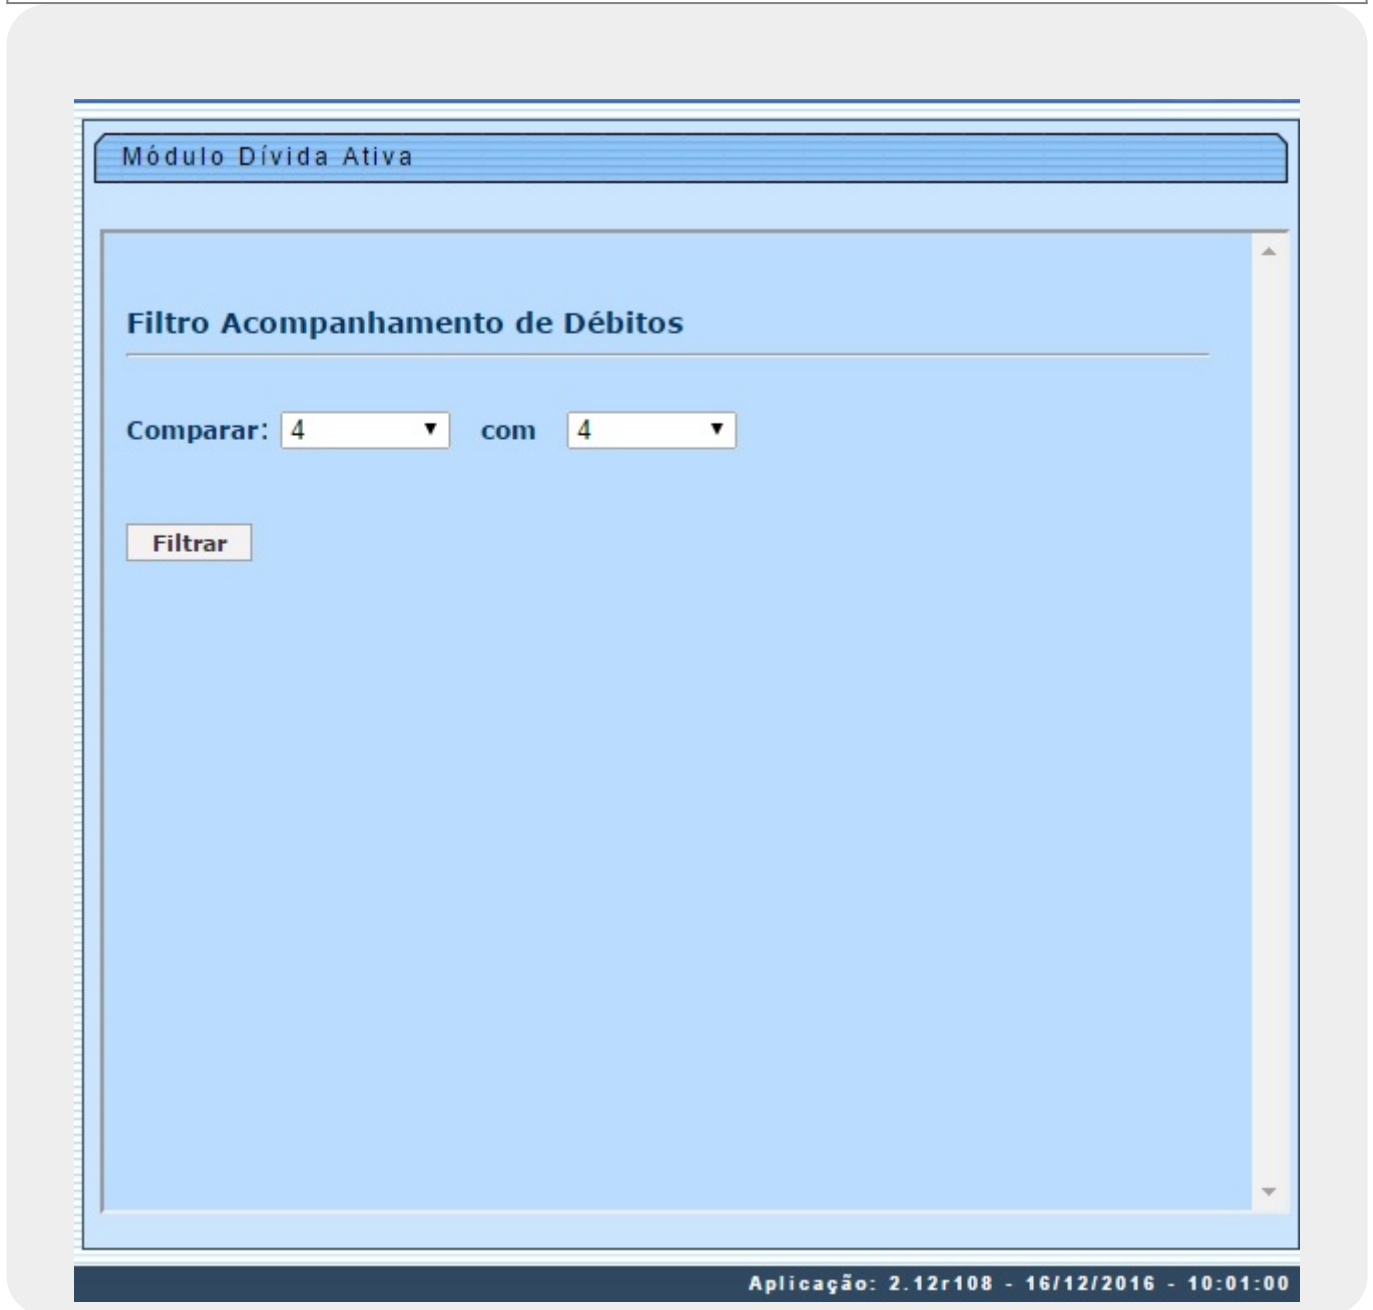 Módulo Dívida Ativa
Filtro Acompanhamento de Débitos
Comparar: 4 com 4
Filtrar
Aplicação: 2.12r108 - 16/12/2016 - 10:01:00